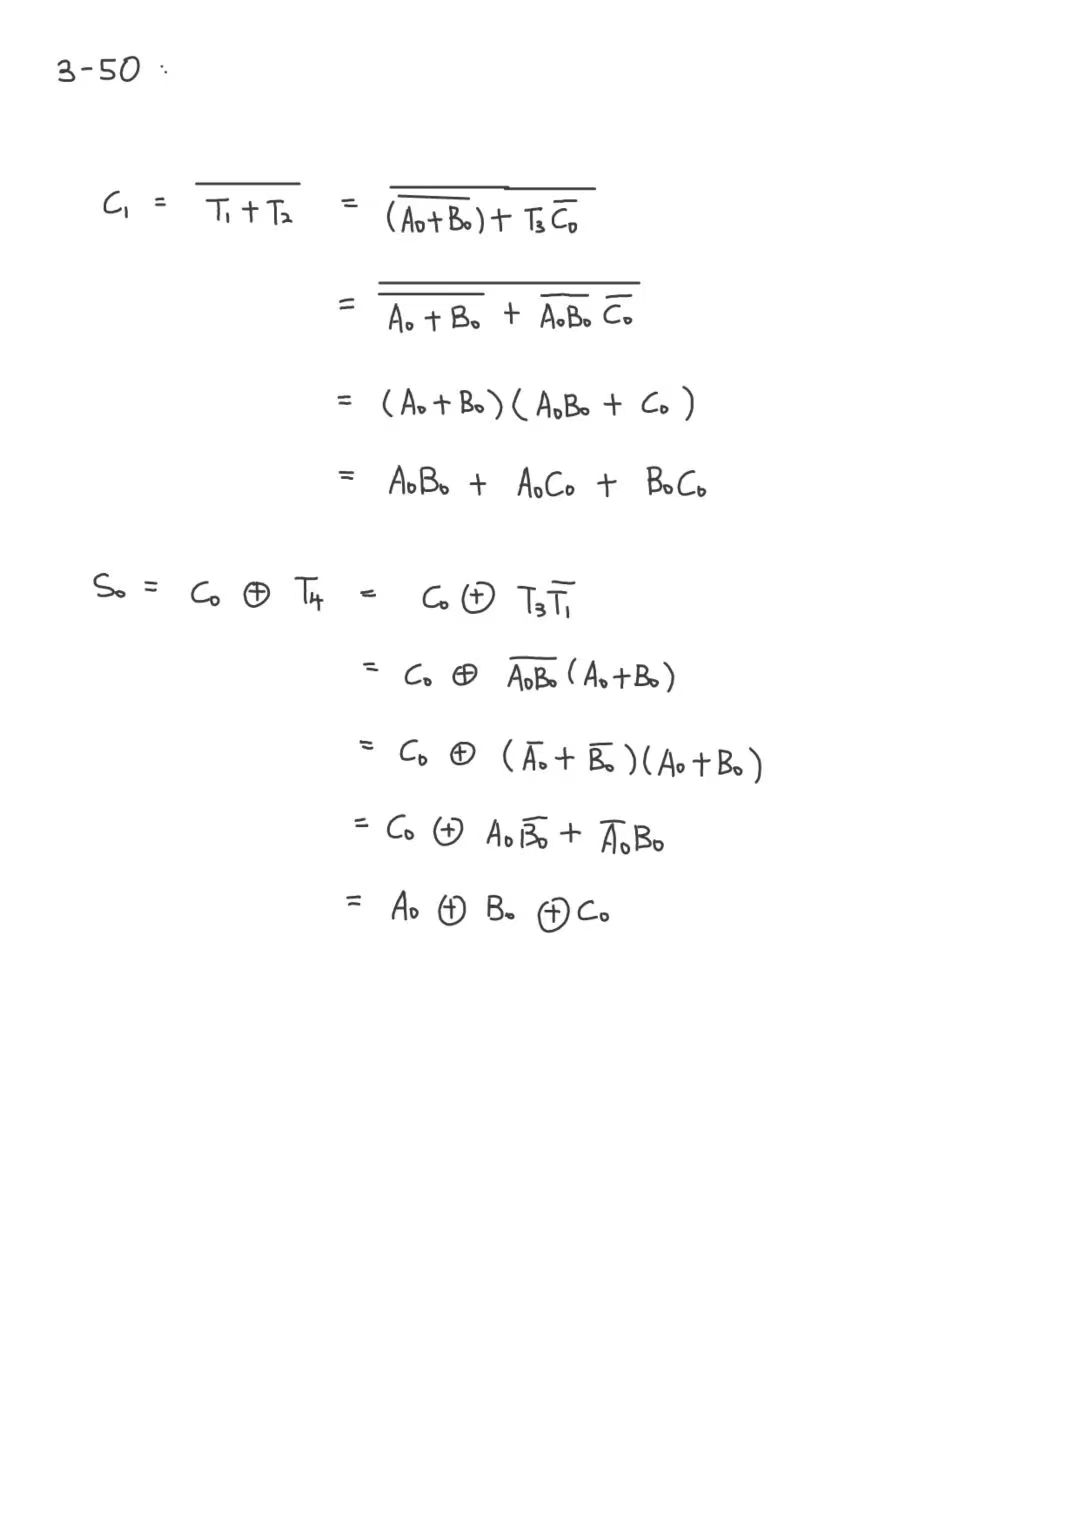 3-50 :
C₁ = \overline{T₁ + T₂} = \overline{(\overline{A₀+B₀}) + T₃ \overline{C₀}}
= \overline{\overline{A₀ + B₀} + \overline{A₀B₀} \overline{C₀}}
= (A₀ + B₀)(A₀B₀ + C₀)
= A₀B₀ + A₀C₀ + B₀C₀
S₀ = C₀ ⊕ T₄ = C₀ ⊕ T₃\overline{T₁}
= C₀ ⊕ \overline{A₀B₀} (A₀+B₀)
= C₀ ⊕ (\overline{A₀} + \overline{B₀})(A₀+B₀)
= C₀ ⊕ A₀\overline{B₀} + \overline{A₀}B₀
= A₀ ⊕ B₀ ⊕ C₀